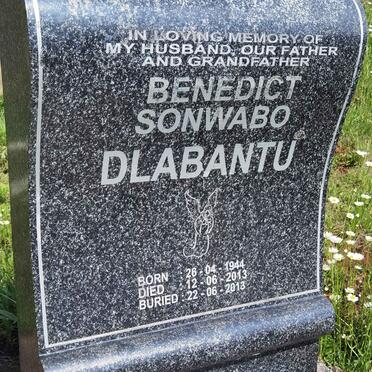 IN LOVING MEMORY OF
MY HUSBAND, OUR FATHER
AND GRANDFATHER
BENEDICT
SONWABO
DLABANTU
BORN : 26 - 04 - 1944
DIED : 12 - 06 - 2013
BURIED : 22 - 06 - 2013